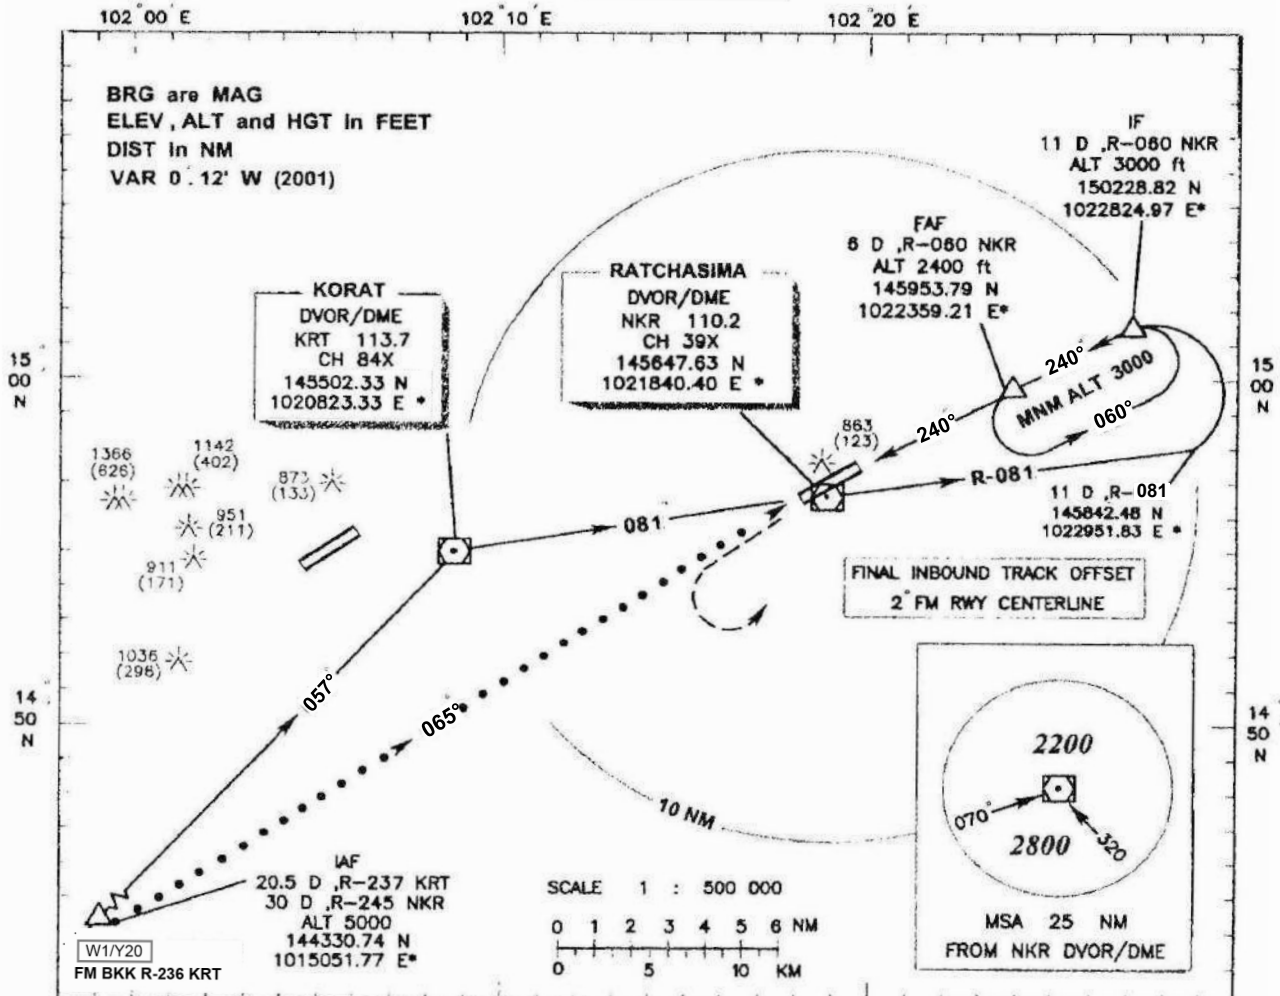 102°00' E
102°10' E
102°20' E
BRG are MAG
ELEV, ALT and HGT in FEET
DIST in NM
VAR 0°12' W (2001)
IF
11 D ,R-060 NKR
ALT 3000 ft
150228.82 N
1022824.97 E*
FAF
6 D ,R-060 NKR
ALT 2400 ft
145953.79 N
1022359.21 E*
KORAT
DVOR/DME
KRT 113.7
CH 84X
145502.33 N
1020823.33 E *
RATCHASIMA
DVOR/DME
NKR 110.2
CH 39X
145647.63 N
1021840.40 E *
15
00
N
15
00
N
240°
MNM ALT 3000
060°
240°
863
(123)
1366
(626)
1142
(402)
873
(133)
951
(211)
911
(171)
1036
(298)
081°
R-081
11 D ,R-081
145842.48 N
1022951.83 E *
FINAL INBOUND TRACK OFFSET
2° FM RWY CENTERLINE
057°
065°
14
50
N
14
50
N
10 NM
2200
070°
2800
320
MSA 25 NM
FROM NKR DVOR/DME
IAF
20.5 D ,R-237 KRT
30 D ,R-245 NKR
ALT 5000
144330.74 N
1015051.77 E*
W1/Y20
FM BKK R-236 KRT
SCALE 1 : 500 000
0 1 2 3 4 5 6 NM
0 5 10 KM